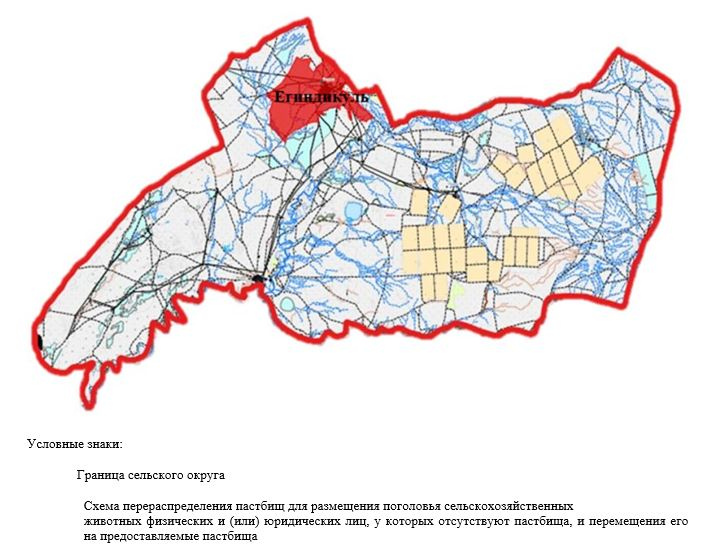 Егиндикуль
Условные знаки:
Граница сельского округа
Схема перераспределения пастбищ для размещения поголовья сельскохозяйственных
животных физических и (или) юридических лиц, у которых отсутствуют пастбища, и перемещения его
на предоставляемые пастбища